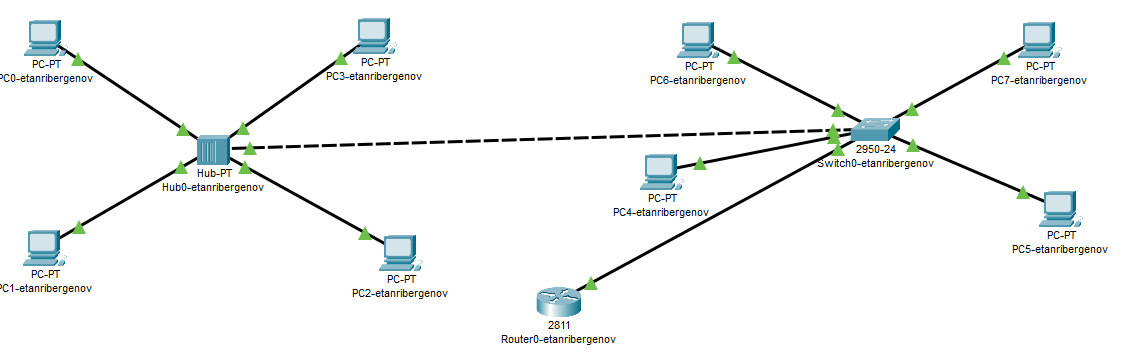 PC-PT
PC0-etanribergenov
PC-PT
PC3-etanribergenov
PC-PT
PC6-etanribergenov
PC-PT
PC7-etanribergenov
Hub-PT
Hub0-etanribergenov
2950-24
Switch0-etanribergenov
PC-PT
PC4-etanribergenov
PC-PT
PC5-etanribergenov
PC-PT
PC1-etanribergenov
PC-PT
PC2-etanribergenov
2811
Router0-etanribergenov